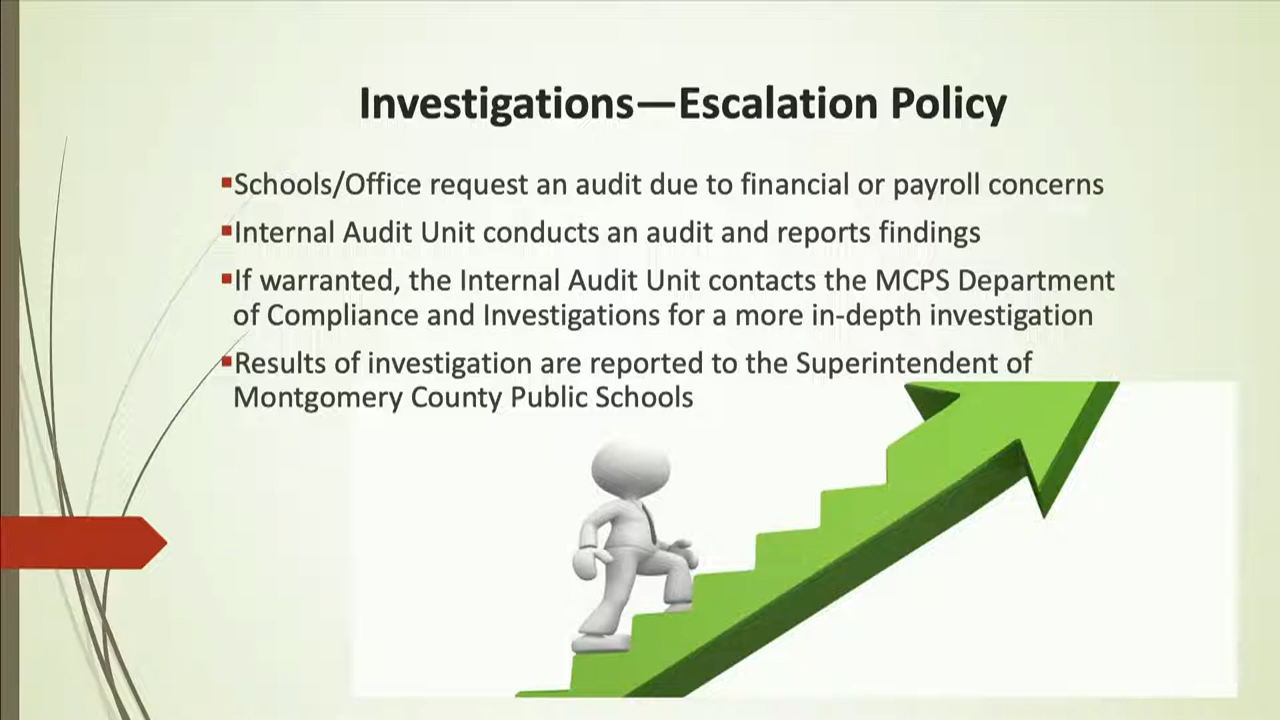 Investigations—Escalation Policy
▪Schools/Office request an audit due to financial or payroll concerns
▪Internal Audit Unit conducts an audit and reports findings
▪If warranted, the Internal Audit Unit contacts the MCPS Department
of Compliance and Investigations for a more in-depth investigation
▪Results of investigation are reported to the Superintendent of
Montgomery County Public Schools